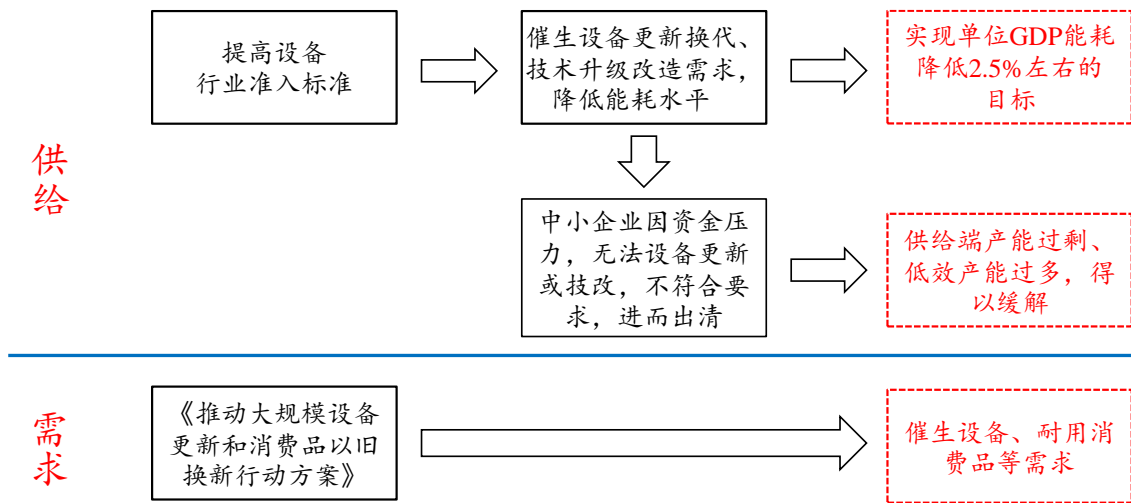 供
给
提高设备
行业准入标准
催生设备更新换代、
技术升级改造需求，
降低能耗水平
实现单位GDP能耗
降低2.5%左右的
目标
中小企业因资金压
力，无法设备更新
或技改，不符合要
求，进而出清
供给端产能过剩、
低效产能过多，得
以缓解
需
求
《推动大规模设备
更新和消费品以旧
换新行动方案》
催生设备、耐用消
费品等需求